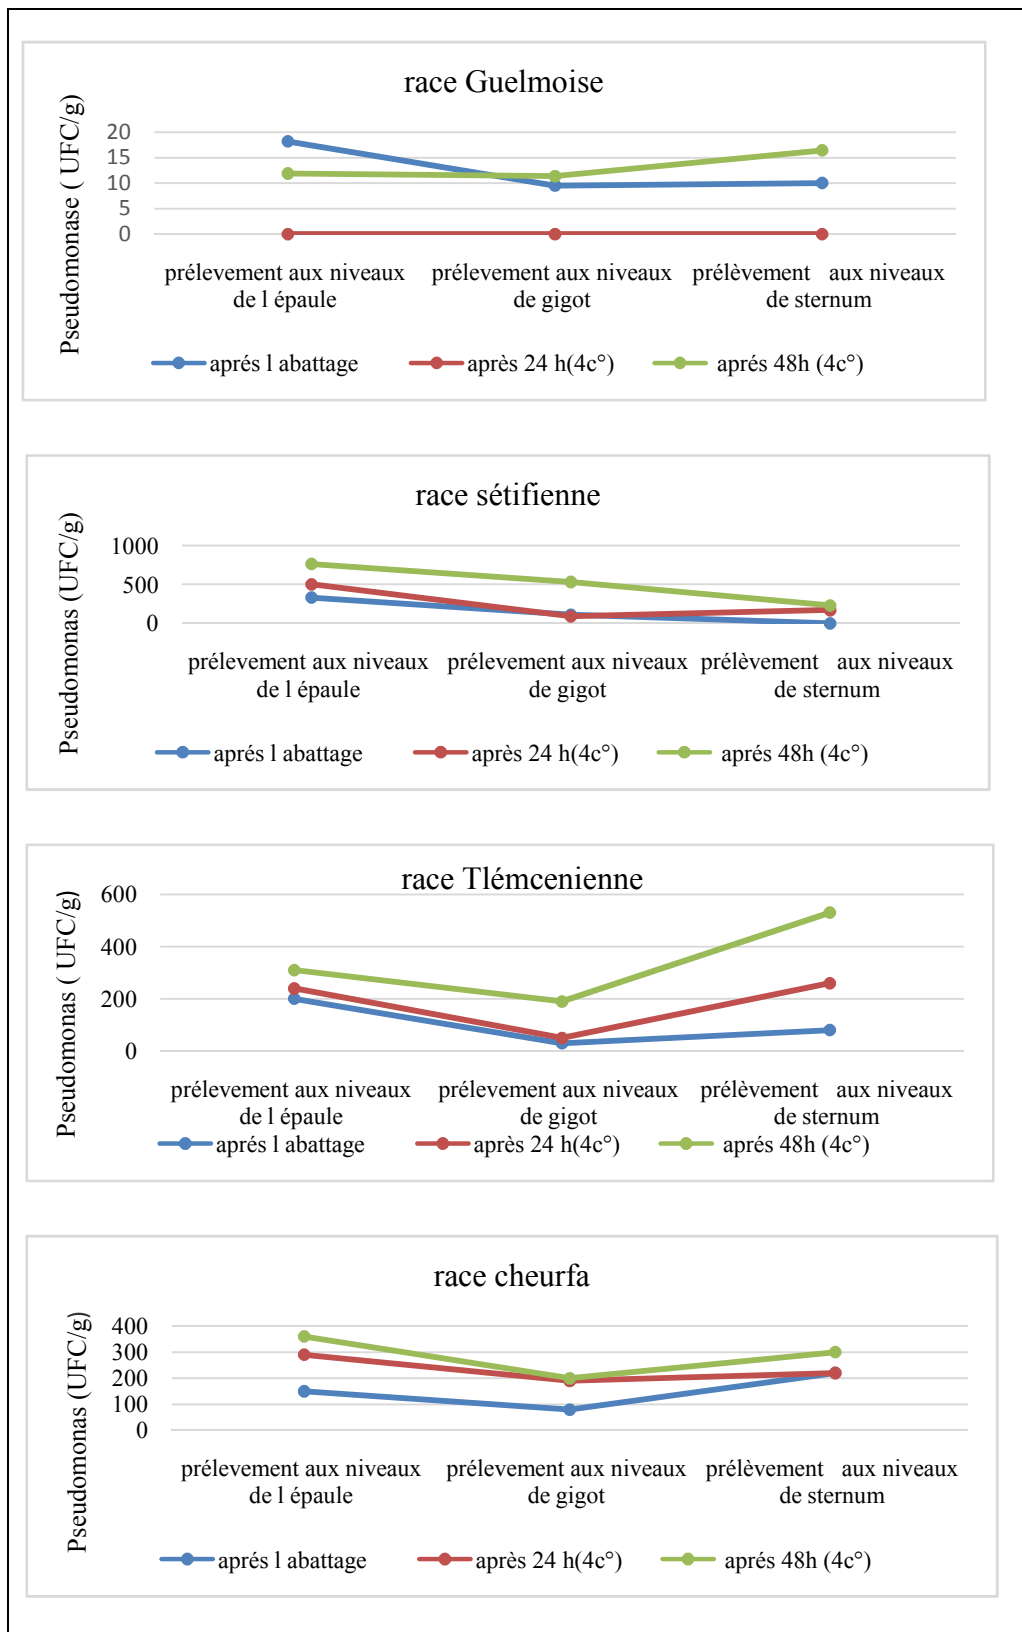 race Guelmoise
Pseudomonase ( UFC/g)
20
15
10
5
0
prélevement aux niveaux
de l épaule
prélevement aux niveaux
de gigot
prélèvement aux niveaux
de sternum
aprés l abattage
après 24 h(4c°)
aprés 48h (4c°)
race sétifienne
Pseudomonas (UFC/g)
1000
500
0
prélevement aux niveaux
de l épaule
prélevement aux niveaux
de gigot
prélèvement aux niveaux
de sternum
aprés l abattage
après 24 h(4c°)
aprés 48h (4c°)
race Tlémcenienne
Pseudomonas ( UFC/g)
600
400
200
0
prélevement aux niveaux
de l épaule
prélevement aux niveaux
de gigot
prélèvement aux niveaux
de sternum
aprés l abattage
après 24 h(4c°)
aprés 48h (4c°)
race cheurfa
Pseudomonas (UFC/g)
400
300
200
100
0
prélevement aux niveaux
de l épaule
prélevement aux niveaux
de gigot
prélèvement aux niveaux
de sternum
aprés l abattage
après 24 h(4c°)
aprés 48h (4c°)